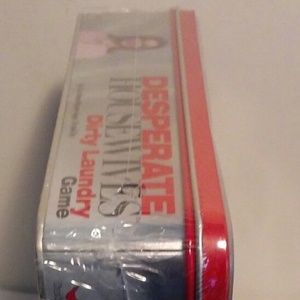 DESPERATE
HOUSEWIVES
Dirty Laundry
Game